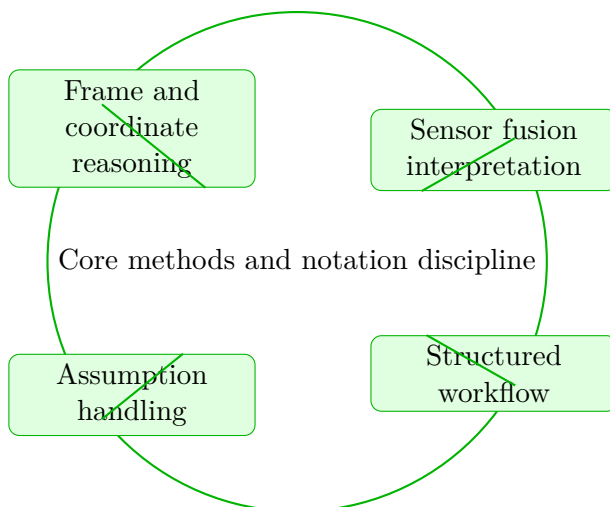 Frame and
coordinate
reasoning
Sensor fusion
interpretation
Core methods and notation discipline
Assumption
handling
Structured
workflow